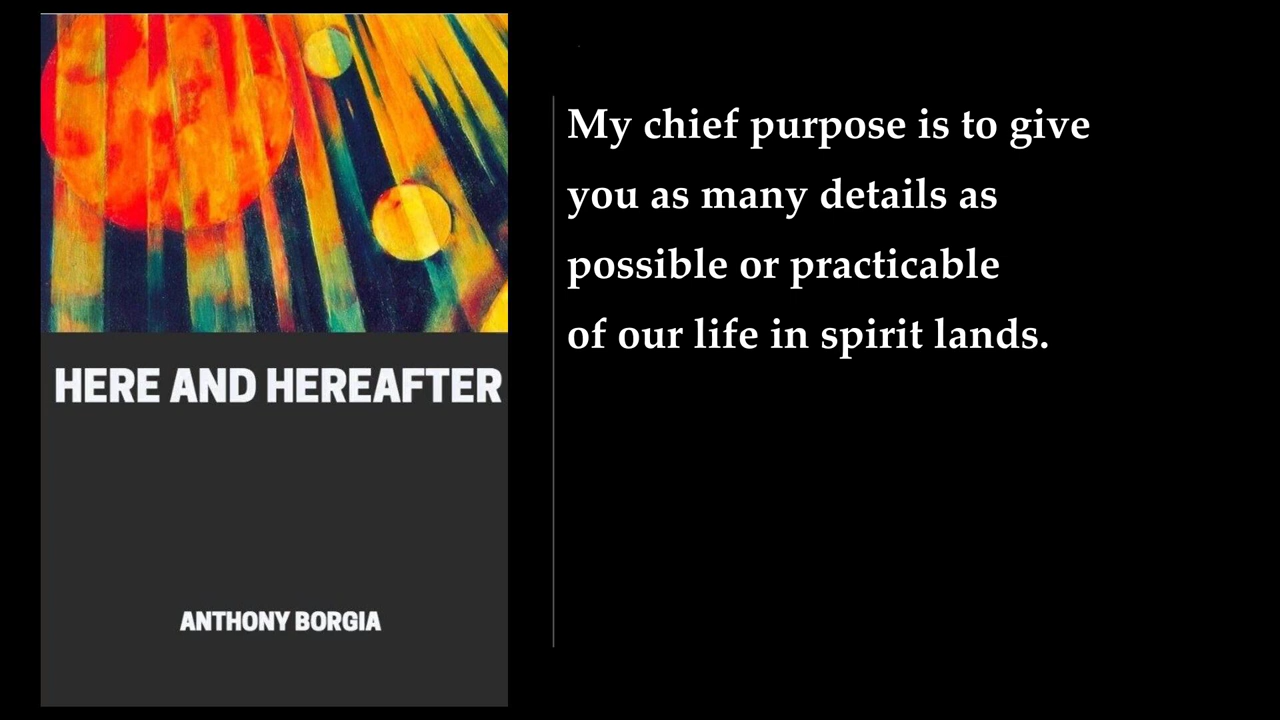 HERE AND HEREAFTER
ANTHONY BORGIA
My chief purpose is to give
you as many details as
possible or practicable
of our life in spirit lands.